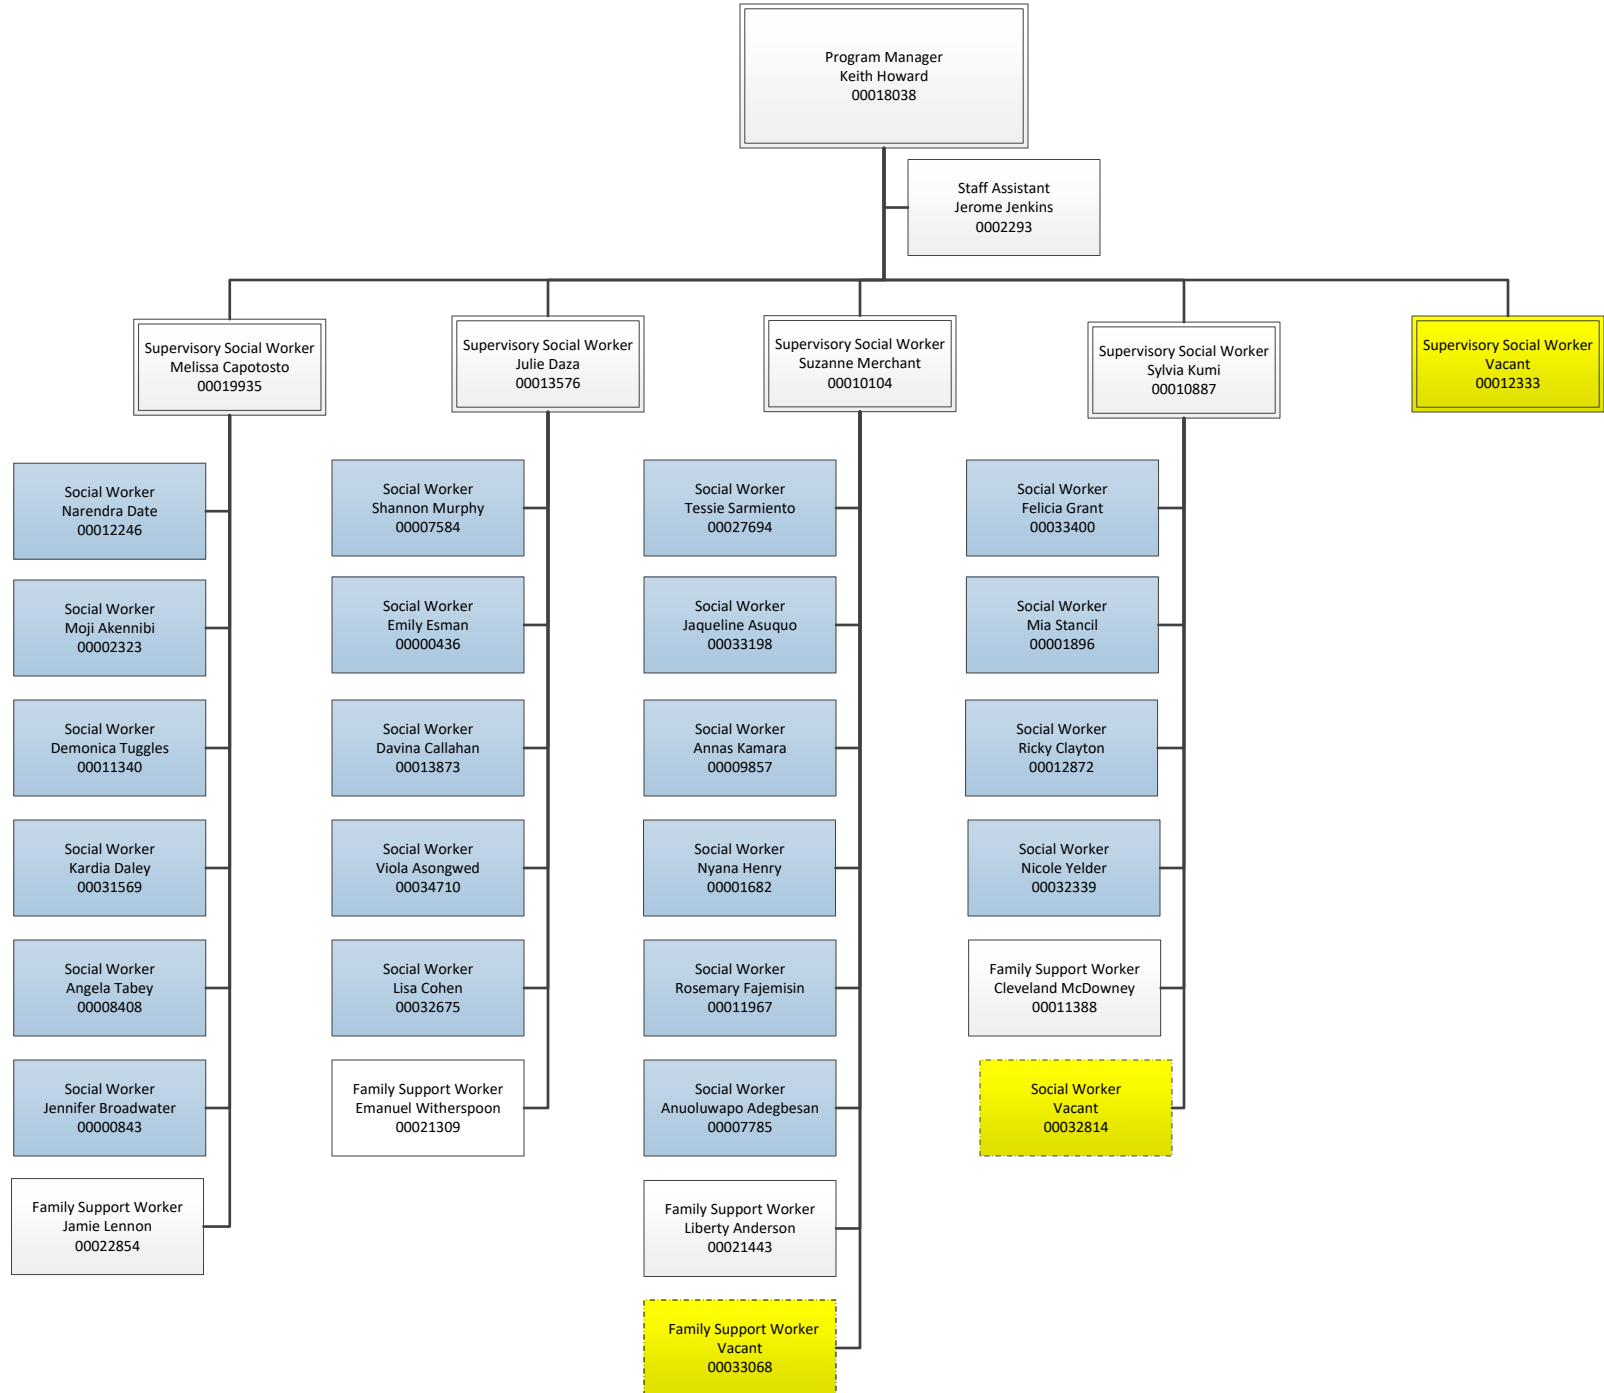 Program Manager
Keith Howard
00018038
Staff Assistant
Jerome Jenkins
0002293
Supervisory Social Worker
Melissa Capotosto
00019935
Supervisory Social Worker
Julie Daza
00013576
Supervisory Social Worker
Suzanne Merchant
00010104
Supervisory Social Worker
Sylvia Kumi
00010887
Supervisory Social Worker
Vacant
00012333
Social Worker
Narendra Date
00012246
Social Worker
Moji Akennibi
00002323
Social Worker
Demonica Tuggles
00011340
Social Worker
Kardia Daley
00031569
Social Worker
Angela Tabey
00008408
Social Worker
Jennifer Broadwater
00000843
Family Support Worker
Jamie Lennon
00022854
Social Worker
Shannon Murphy
00007584
Social Worker
Emily Esman
00000436
Social Worker
Davina Callahan
00013873
Social Worker
Viola Asongwed
00034710
Social Worker
Lisa Cohen
00032675
Family Support Worker
Emanuel Witherspoon
00021309
Social Worker
Tessie Sarmiento
00027694
Social Worker
Jaqueline Asuquo
00033198
Social Worker
Annas Kamara
00009857
Social Worker
Nyana Henry
00001682
Social Worker
Rosemary Fajemisin
00011967
Social Worker
Anuoluwapo Adegbesan
00007785
Family Support Worker
Liberty Anderson
00021443
Family Support Worker
Vacant
00033068
Social Worker
Felicia Grant
00033400
Social Worker
Mia Stancil
00001896
Social Worker
Ricky Clayton
00012872
Social Worker
Nicole Yelder
00032339
Family Support Worker
Cleveland McDowney
00011388
Social Worker
Vacant
00032814